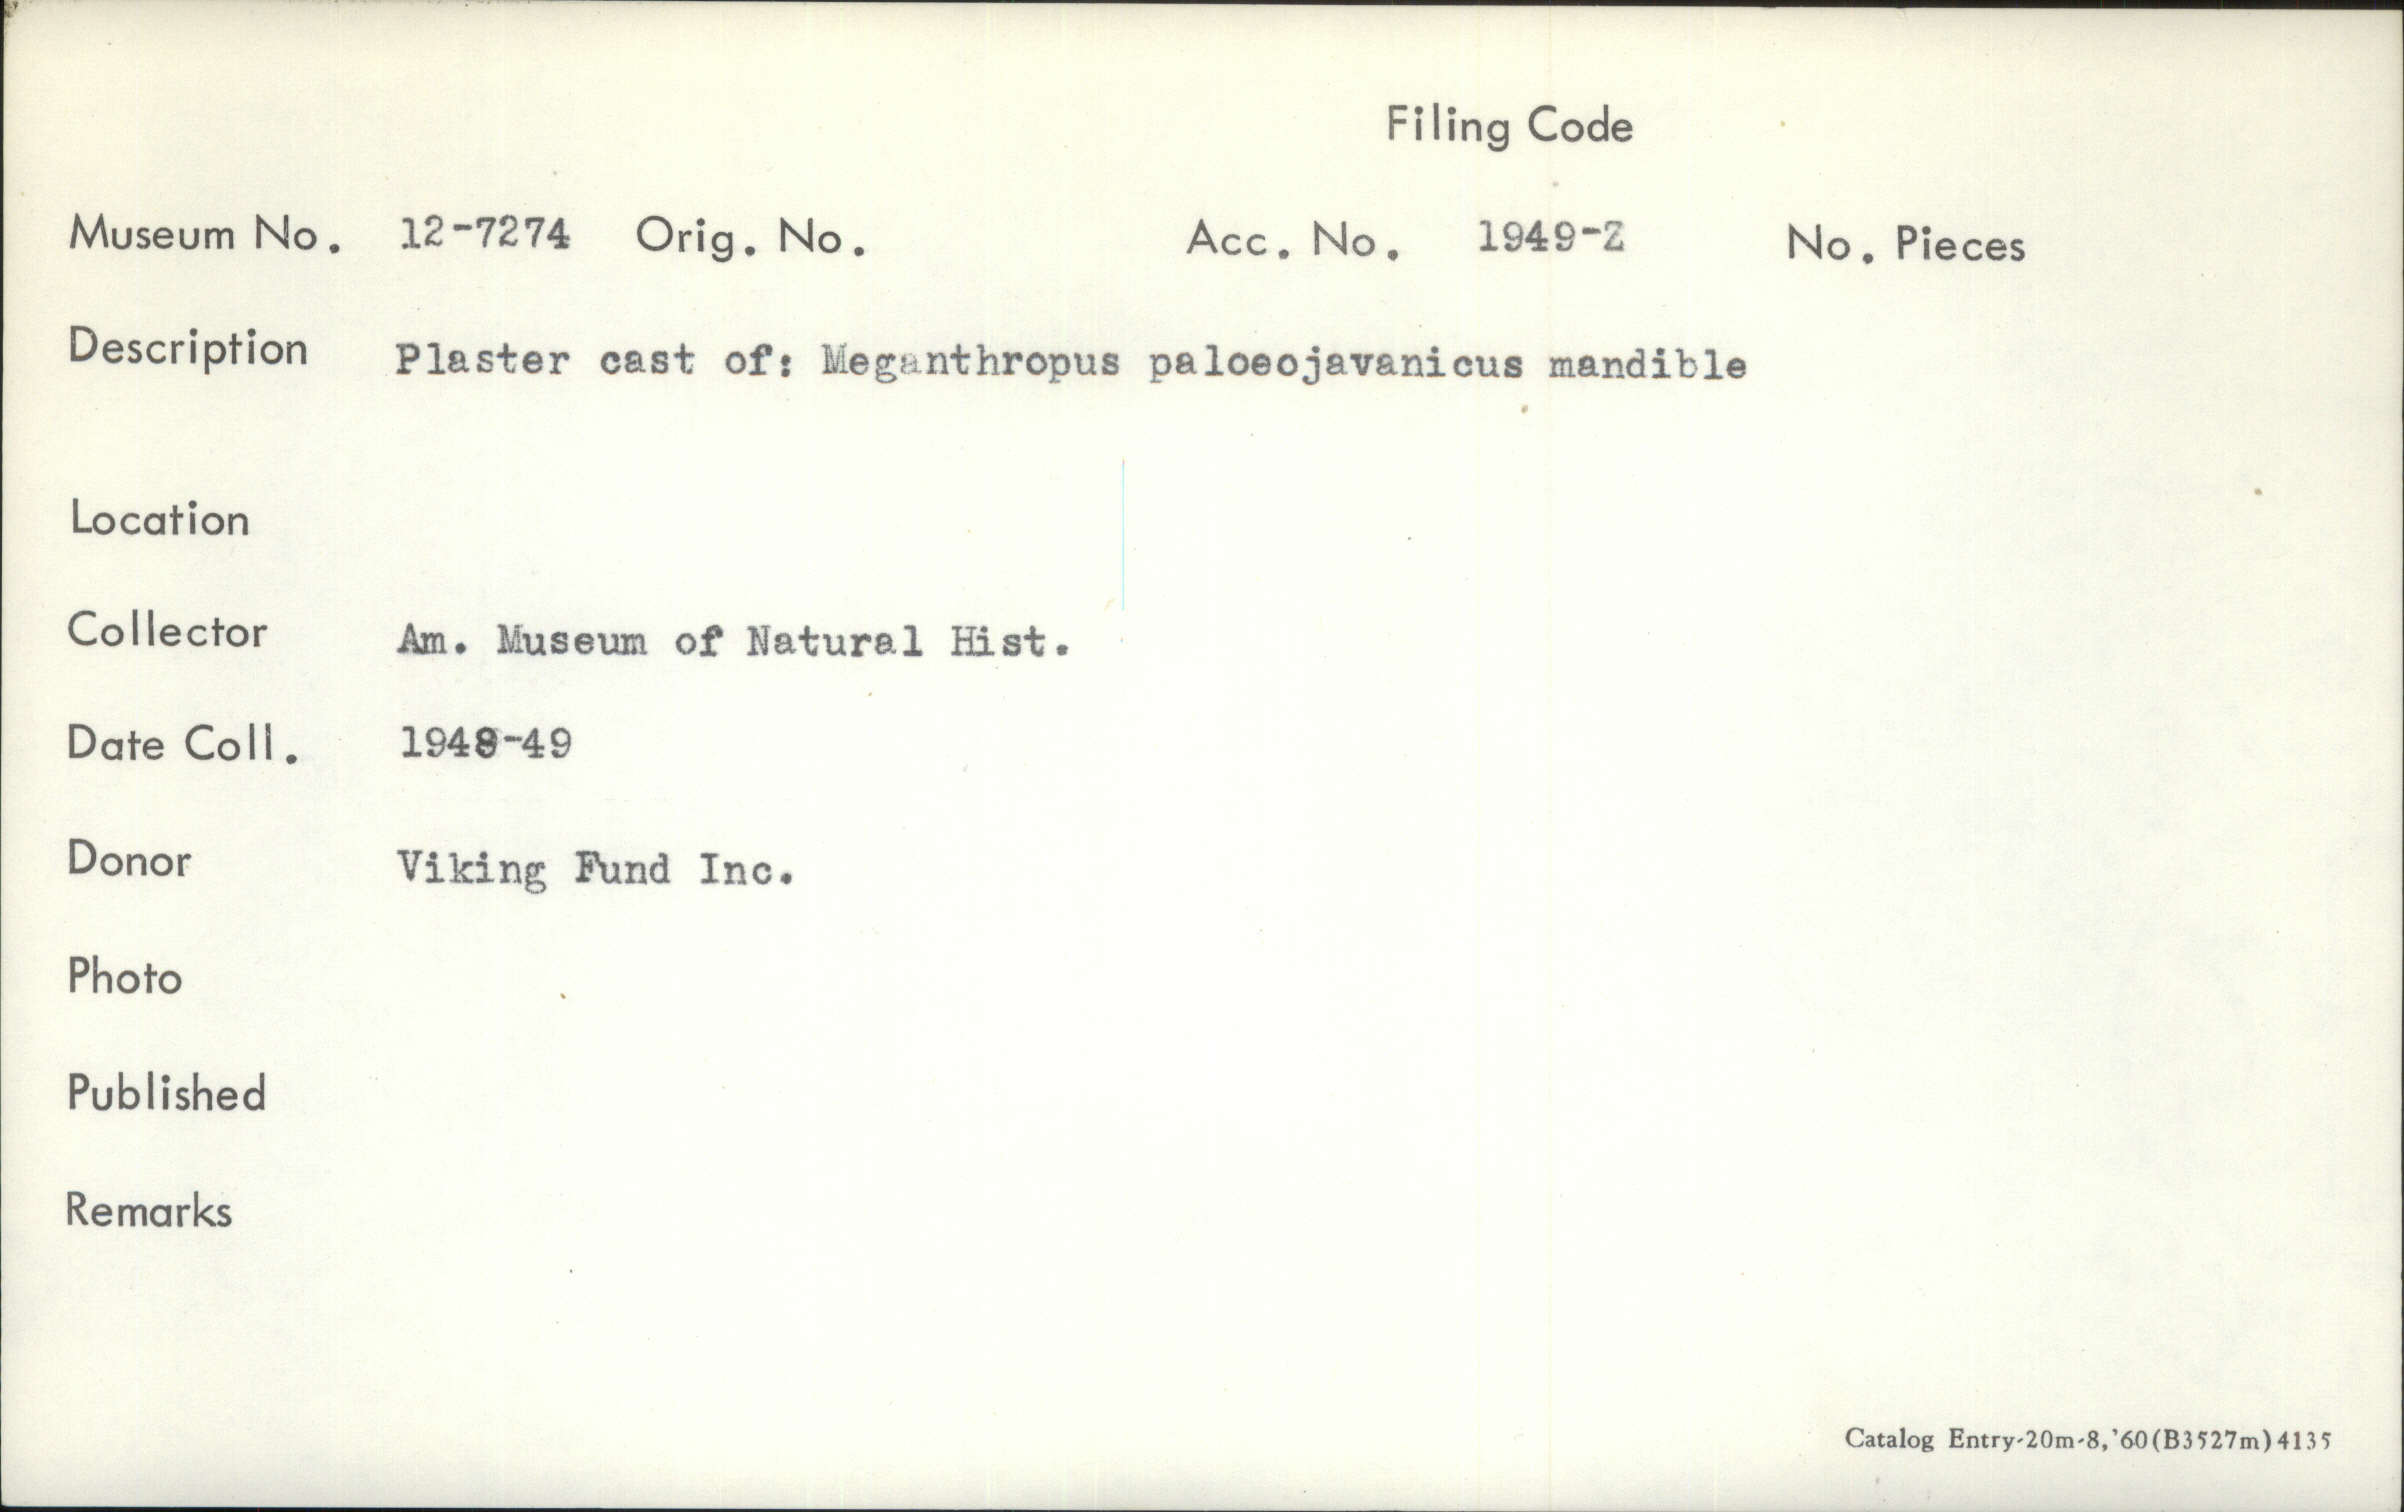 Filing Code
Museum No. 12-7274 Orig. No. Acc. No. 1949-Z No. Pieces
Description Plaster cast of: Meganthropus paloeojavanicus mandible
Location
Collector Am. Museum of Natural Hist.
Date Coll. 1948-49
Donor Viking Fund Inc.
Photo
Published
Remarks
Catalog Entry-20m-8,'60(B3527m)4135